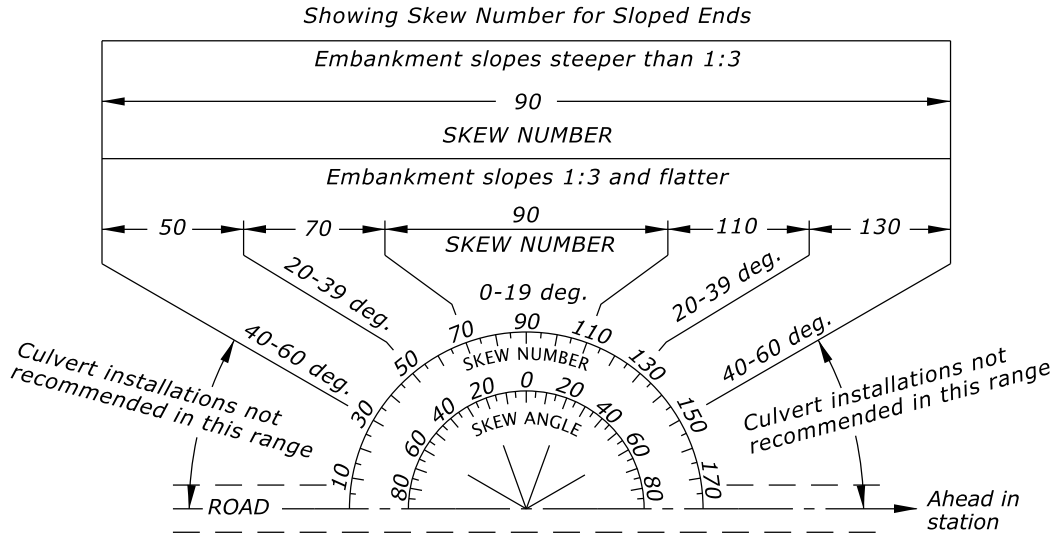 Showing Skew Number for Sloped Ends
Embankment slopes steeper than 1:3
90
SKEW NUMBER
Embankment slopes 1:3 and flatter
50
70
90
110
130
SKEW NUMBER
20-39 deg.
0-19 deg.
20-39 deg.
40-60 deg.
40-60 deg.
Culvert installations not
recommended in this range
Culvert installations not
recommended in this range
10
30
50
70
90
110
130
150
170
SKEW NUMBER
80
60
40
20
0
20
40
60
80
SKEW ANGLE
ROAD
Ahead in
station